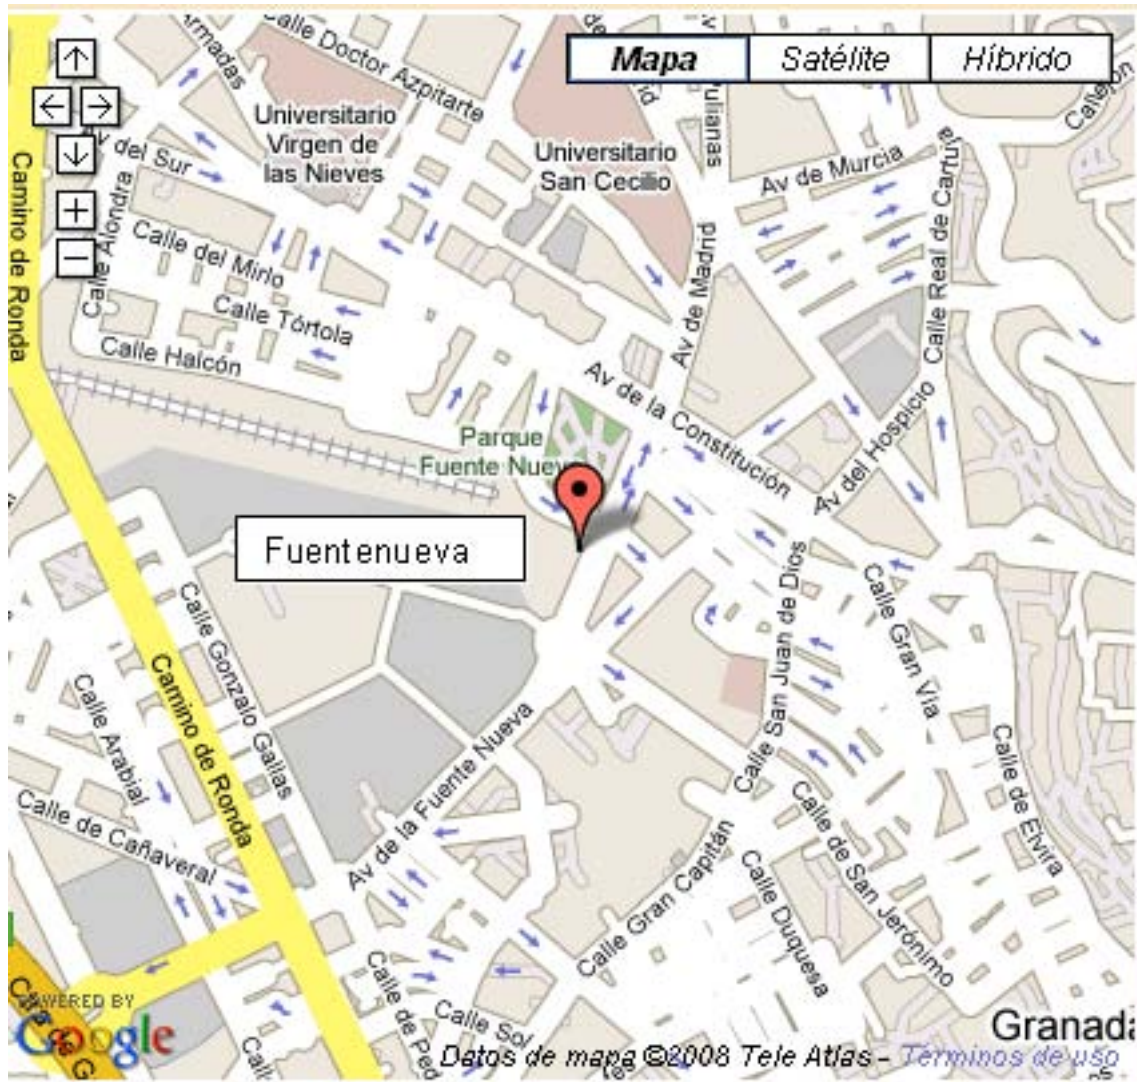 Calle Doctor Azpitarte
Armadas
Mapa
Satélite
Híbrido
Callejón
Universitario
Virgen de
las Nieves
Universitario
San Cecilio
Av del Sur
Av de Murcia
Calle Real de Cartuja
Camino de Ronda
Calle Alondra
Calle del Mirlo
Calle Tórtola
Calle Halcón
Av de Madrid
Av de la Constitución
Av del Hospicio
Parque
Fuente Nueva
Fuentenueva
Calle San Juan de Dios
Calle Gran Vía
Calle Gonzalo Gallas
Camino de Ronda
Calle Arabial
Calle de Cañaveral
Av de la Fuente Nueva
Calle de Elvira
Calle de San Jerónimo
Calle Gran Capitán
Calle Duquesa
Calle de Ped
Calle Sol
POWERED BY
Google
Granada
Datos de mapa ©2008 Tele Atlas - Términos de uso